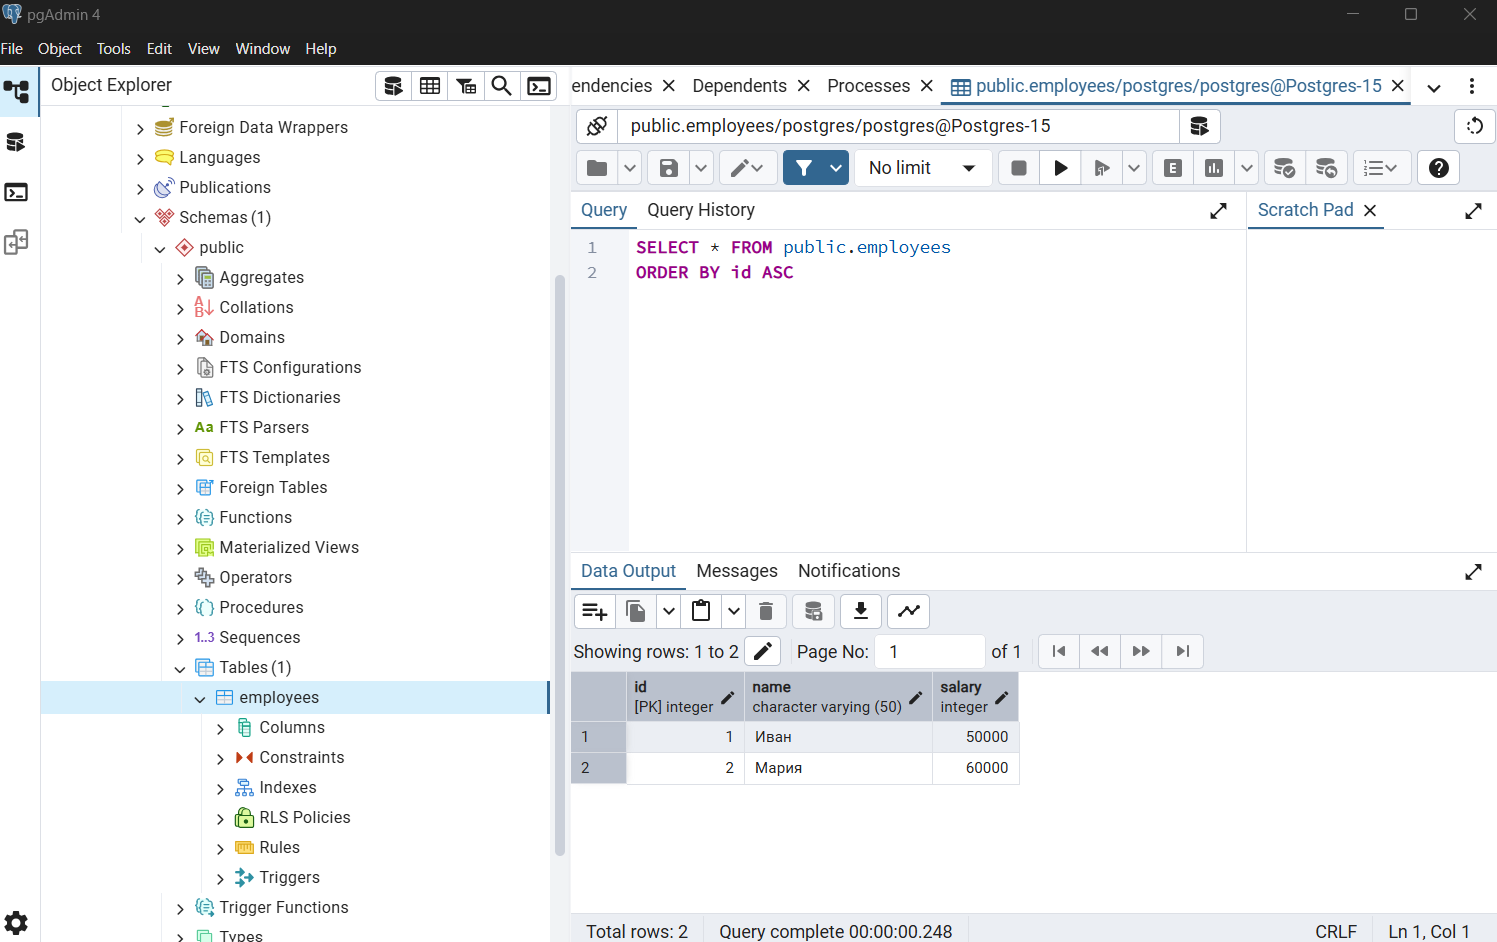 pgAdmin 4
File Object Tools Edit View Window Help
Object Explorer
Foreign Data Wrappers
Languages
Publications
Schemas (1)
public
Aggregates
Collations
Domains
FTS Configurations
FTS Dictionaries
Aa FTS Parsers
FTS Templates
Foreign Tables
Functions
Materialized Views
Operators
Procedures
1..3 Sequences
Tables (1)
employees
Columns
Constraints
Indexes
RLS Policies
Rules
Triggers
Trigger Functions
Types
endencies Dependents Processes public.employees/postgres/postgres@Postgres-15
public.employees/postgres/postgres@Postgres-15
No limit E
Query Query History Scratch Pad
1 SELECT * FROM public.employees
2 ORDER BY id ASC
Data Output Messages Notifications
Showing rows: 1 to 2 Page No: 1 of 1
id name salary
[PK] integer character varying (50) integer
1 1 Иван 50000
2 2 Мария 60000
Total rows: 2 Query complete 00:00:00.248 CRLF Ln 1, Col 1